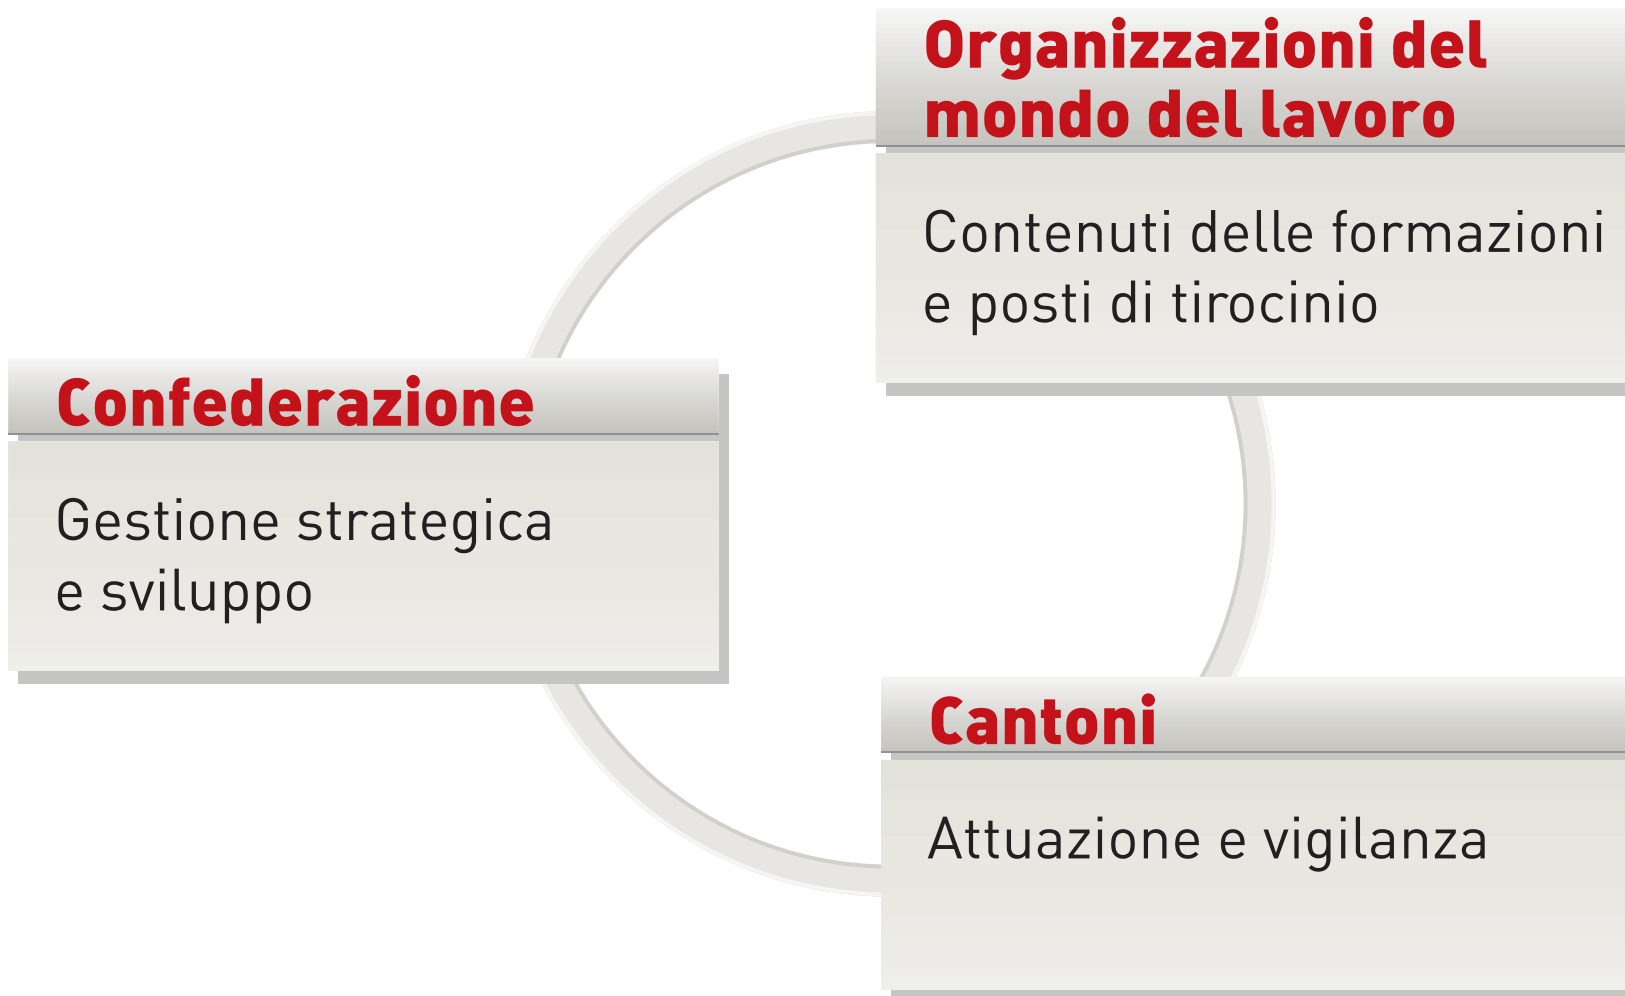 Organizzazioni del
mondo del lavoro
Contenuti delle formazioni
e posti di tirocinio
Confederazione
Gestione strategica
e sviluppo
Cantoni
Attuazione e vigilanza